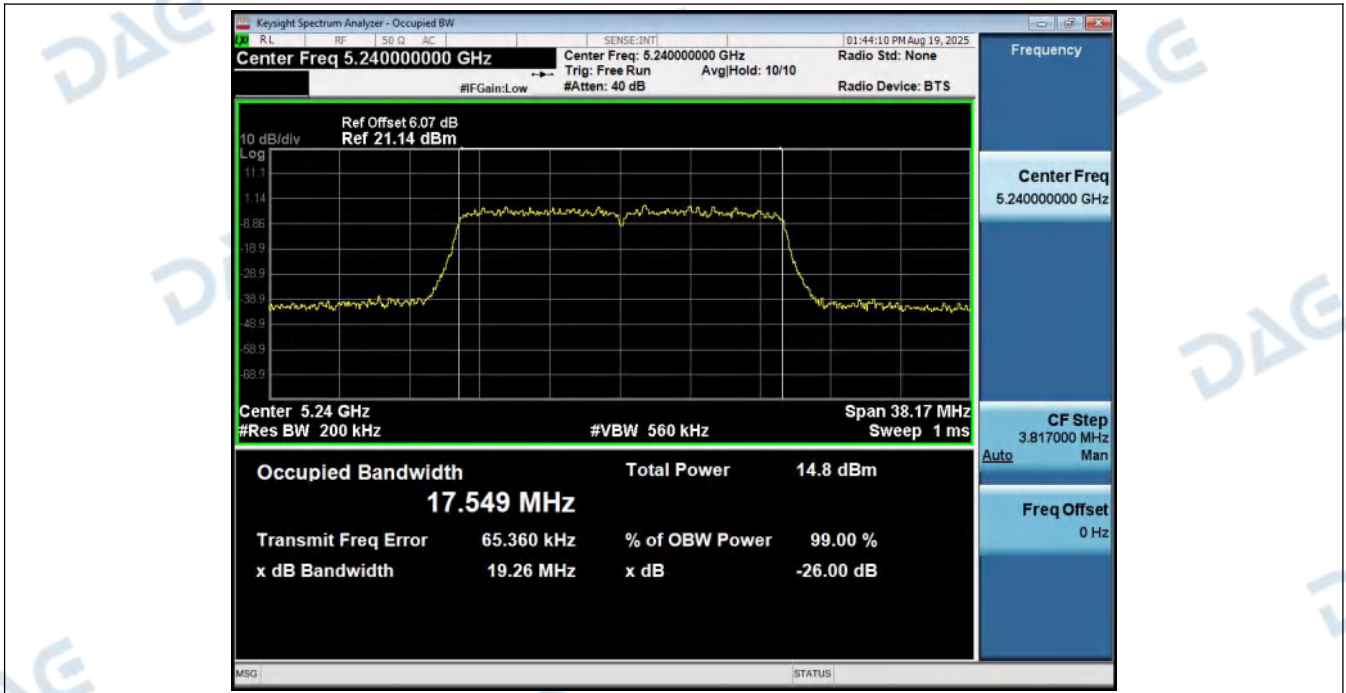 Keysight Spectrum Analyzer - Occupied BW
LXI RL RF 50 Ω AC SENSE:INT 01:44:10 PM Aug 19, 2025
Center Freq 5.240000000 GHz Center Freq: 5.240000000 GHz Radio Std: None
Trig: Free Run Avg|Hold: 10/10
#IFGain:Low #Atten: 40 dB Radio Device: BTS
Ref Offset 6.07 dB
10 dB/div Ref 21.14 dBm
Log
11.1
1.14
-8.86
-18.9
-28.9
-38.9
-48.9
-58.9
-68.9
Center 5.24 GHz Span 38.17 MHz
#Res BW 200 kHz #VBW 560 kHz Sweep 1 ms
Occupied Bandwidth Total Power 14.8 dBm
17.549 MHz
Transmit Freq Error 65.360 kHz % of OBW Power 99.00 %
x dB Bandwidth 19.26 MHz x dB -26.00 dB
MSG STATUS
Frequency
Center Freq
5.240000000 GHz
CF Step
3.817000 MHz
Auto Man
Freq Offset
0 Hz
DAG
DAG